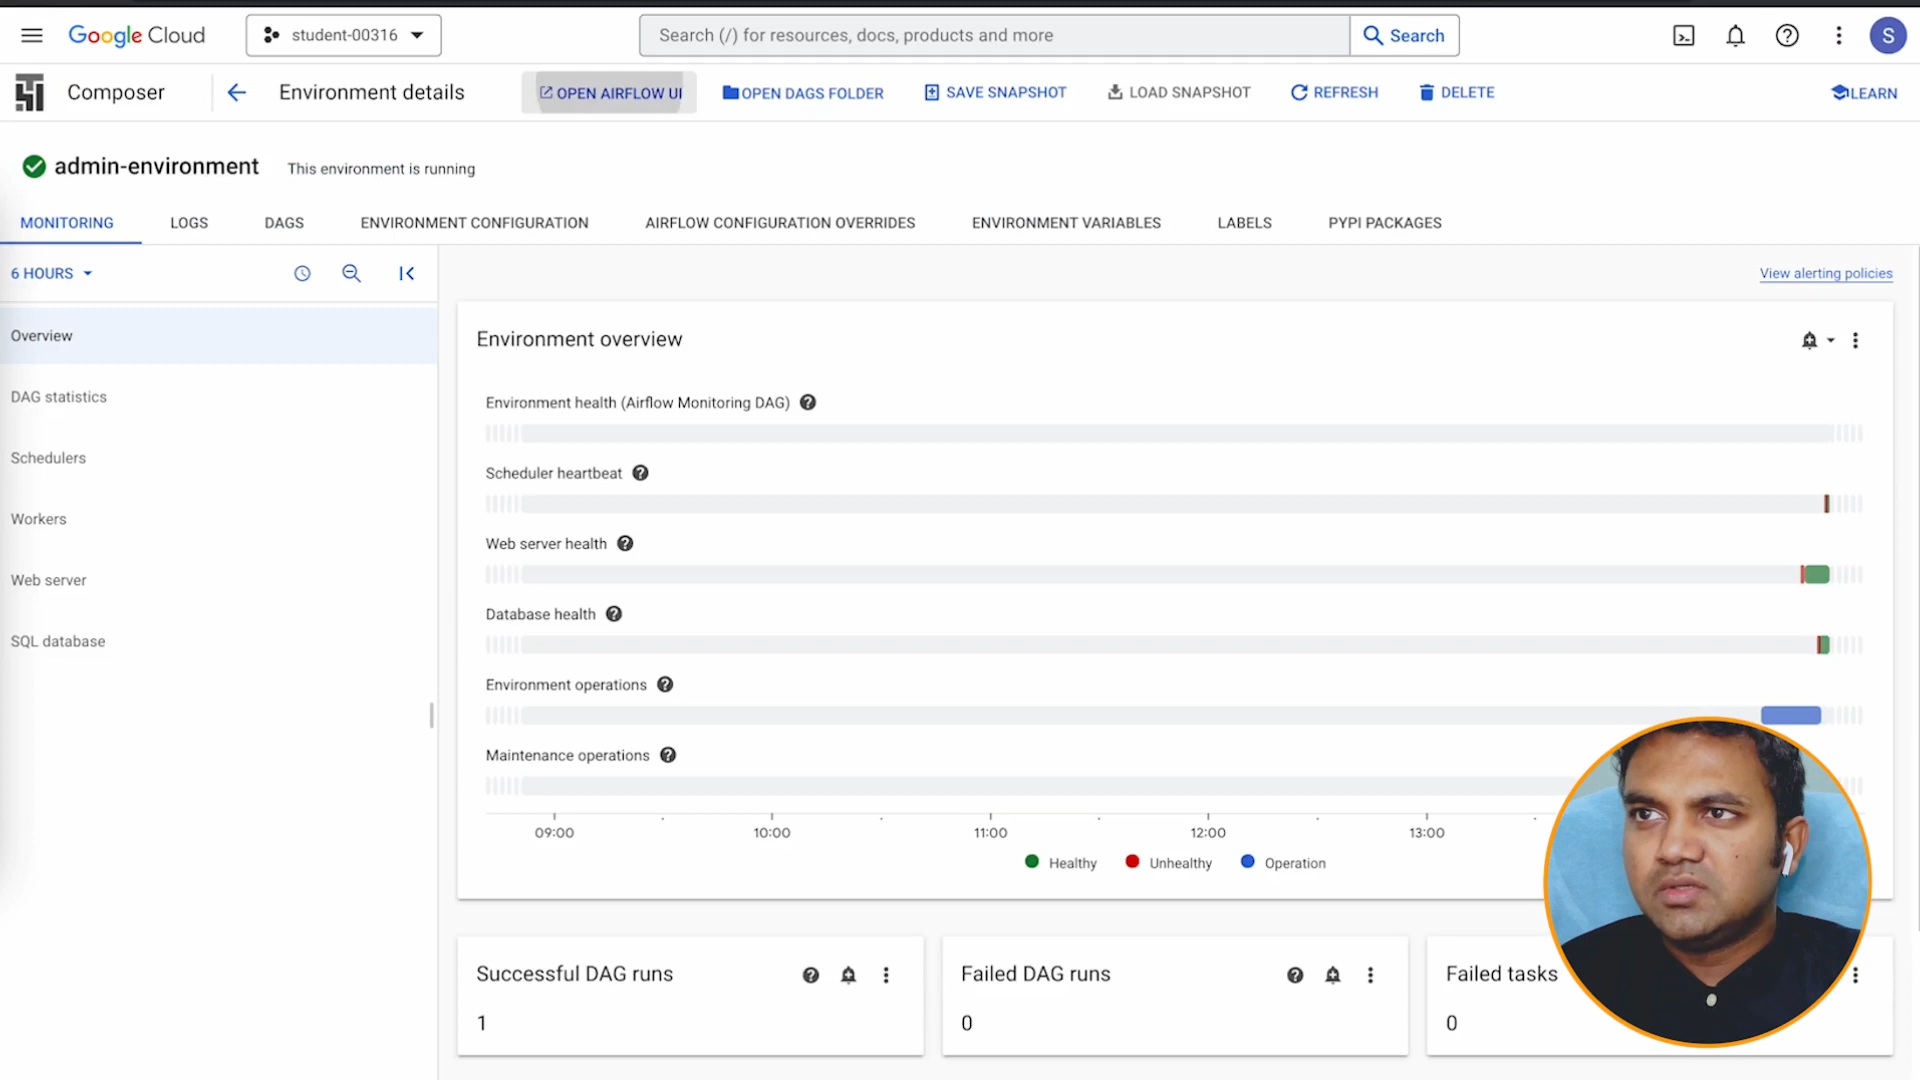 Google Cloud
student-00316
Search (/) for resources, docs, products and more
Search
S
Composer
Environment details
OPEN AIRFLOW UI
OPEN DAGS FOLDER
SAVE SNAPSHOT
LOAD SNAPSHOT
REFRESH
DELETE
LEARN
admin-environment
This environment is running
MONITORING
LOGS
DAGS
ENVIRONMENT CONFIGURATION
AIRFLOW CONFIGURATION OVERRIDES
ENVIRONMENT VARIABLES
LABELS
PYPI PACKAGES
6 HOURS
View alerting policies
Overview
DAG statistics
Schedulers
Workers
Web server
SQL database
Environment overview
Environment health (Airflow Monitoring DAG)
Scheduler heartbeat
Web server health
Database health
Environment operations
Maintenance operations
09:00
10:00
11:00
12:00
13:00
Healthy
Unhealthy
Operation
Successful DAG runs
1
Failed DAG runs
0
Failed tasks
0